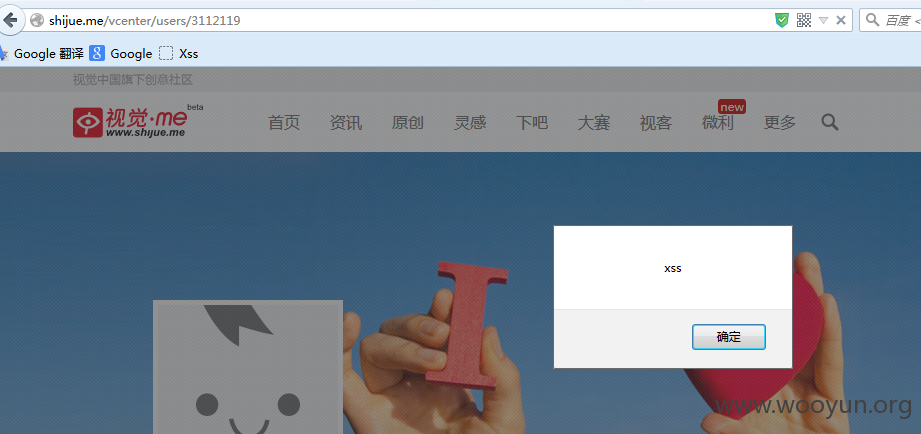 shijue.me/vcenter/users/3112119
百度
Google 翻译 Google Xss
视觉中国旗下创意社区
视觉·me beta
www.shijue.me
首页 资讯 原创 灵感 下吧 大赛 视客 微利 new 更多
I
xss
确定
www.wooyun.org